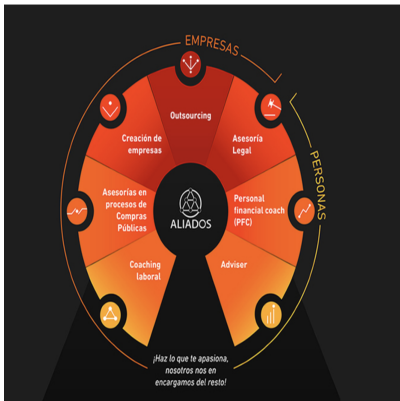 EMPRESAS
PERSONAS
Outsourcing
Creación de
empresas
Asesoría
Legal
Asesorías en
procesos de
Compras
Públicas
Personal
financial coach
(PFC)
ALIADOS
Coaching
laboral
Adviser
¡Haz lo que te apasiona,
nosotros nos en
encargamos del resto!